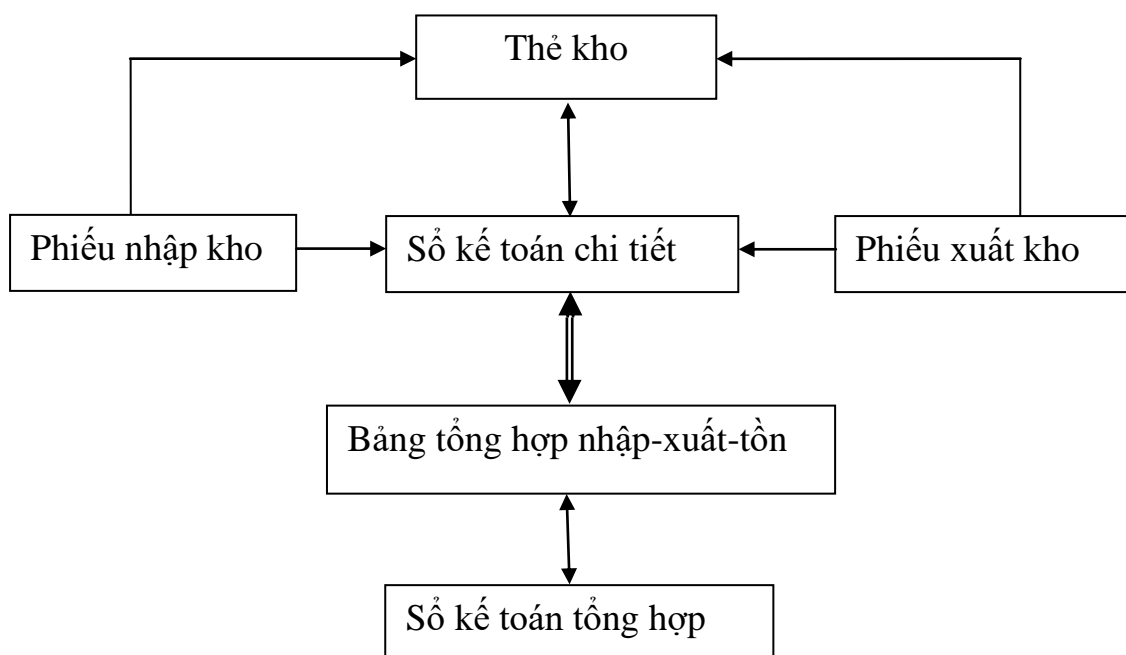 Thẻ kho
Phiếu nhập kho
Sổ kế toán chi tiết
Phiếu xuất kho
Bảng tổng hợp nhập-xuất-tồn
Sổ kế toán tổng hợp